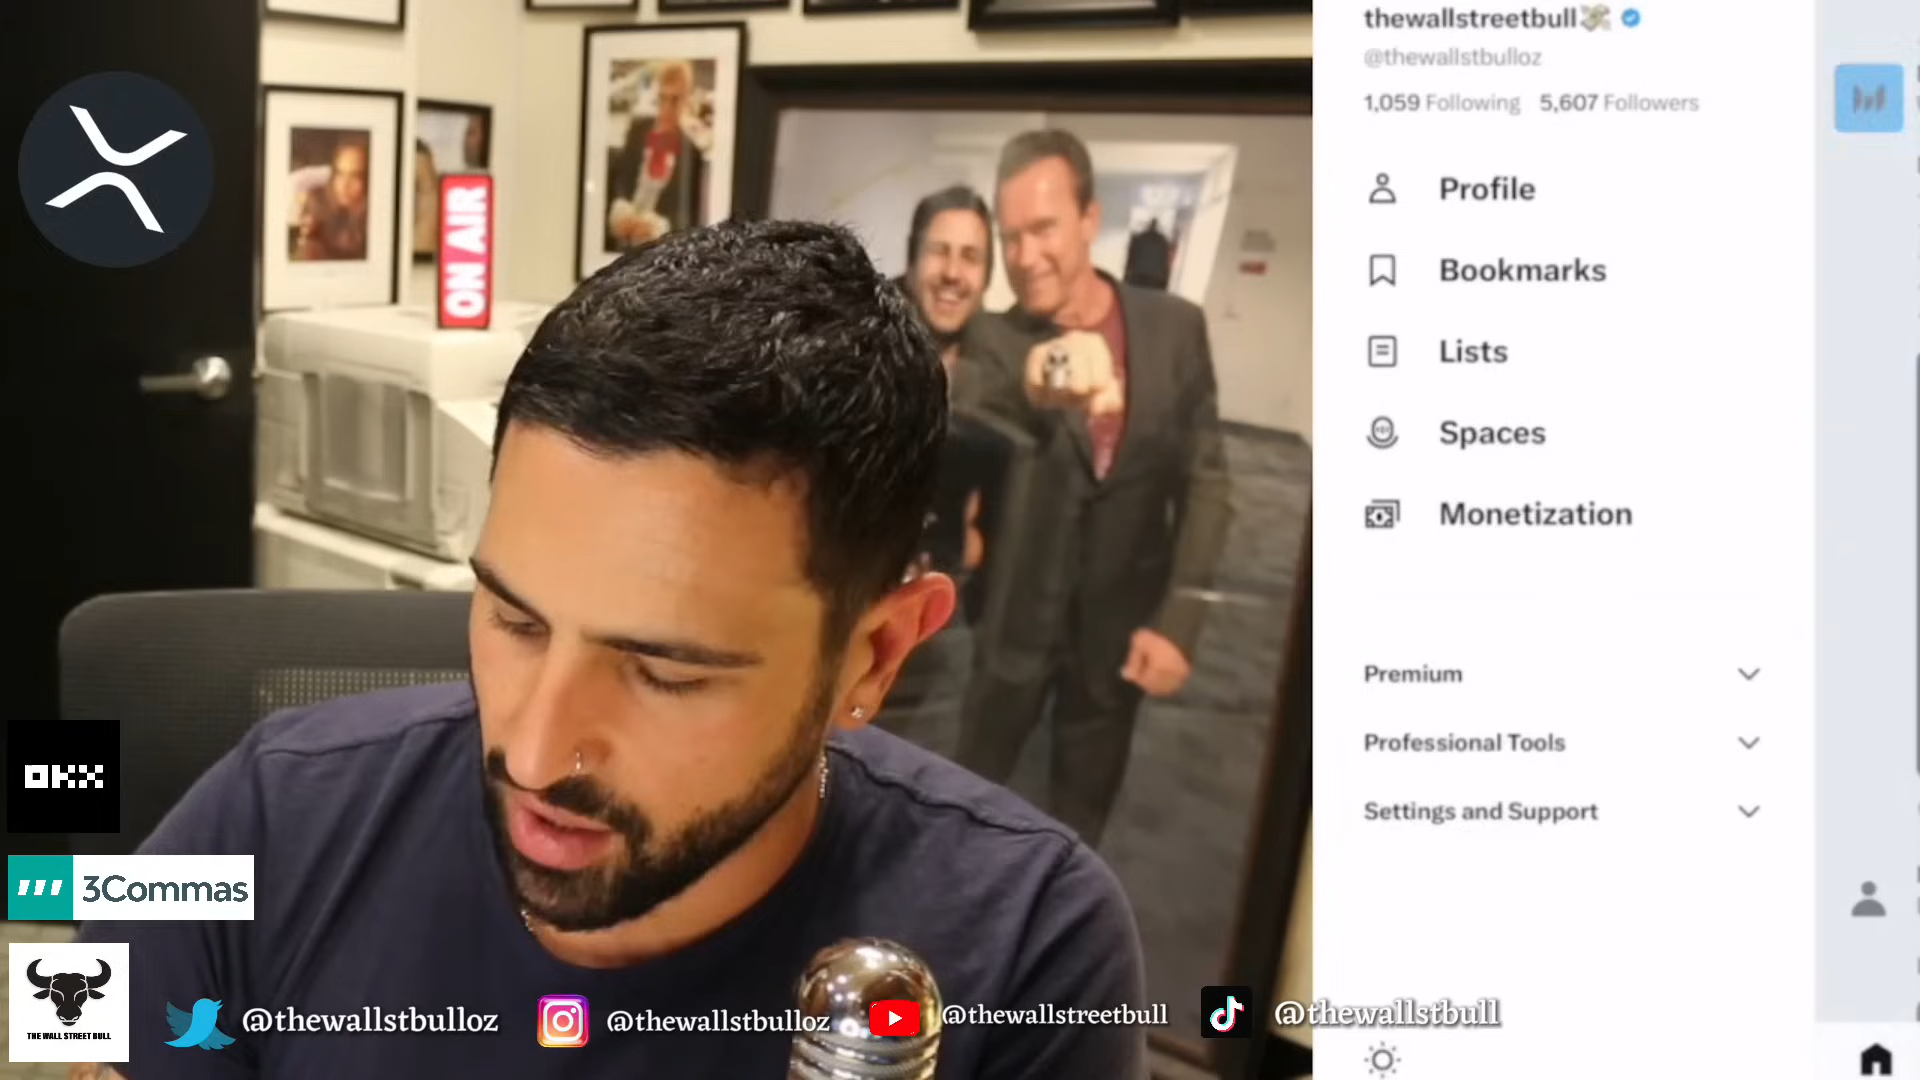 thewallstreetbull
@thewallstbulloz
1,059 Following 5,607 Followers
Profile
Bookmarks
Lists
Spaces
Monetization
Premium
Professional Tools
Settings and Support
ON AIR
OKX
3Commas
THE WALL STREET BULL
@thewallstbulloz
@thewallstbulloz
@thewallstreetbull
@thewallstbull